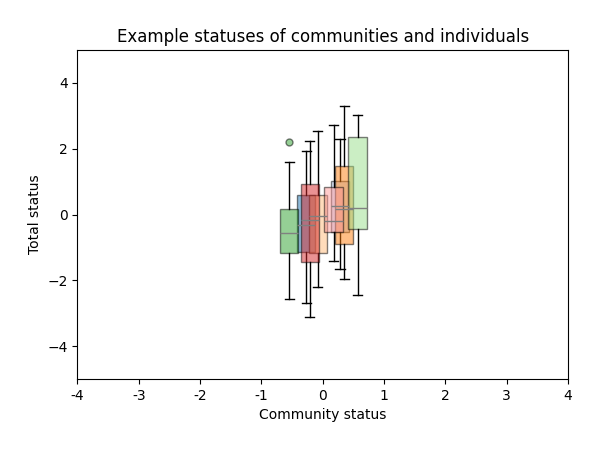 Example statuses of communities and individuals
Total status
4
2
0
−2
−4
-4 -3 -2 -1 0 1 2 3 4
Community status